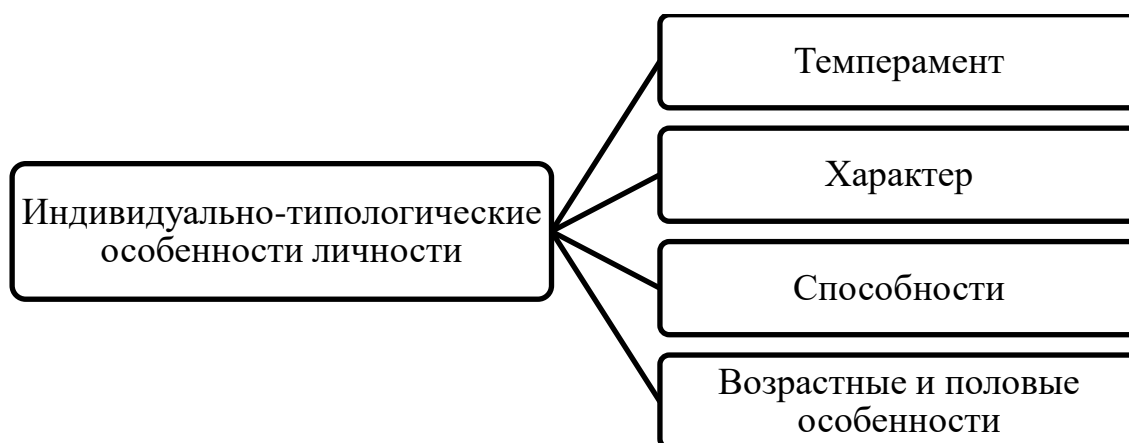 Индивидуально-типологические
особенности личности
Темперамент
Характер
Способности
Возрастные и половые
особенности